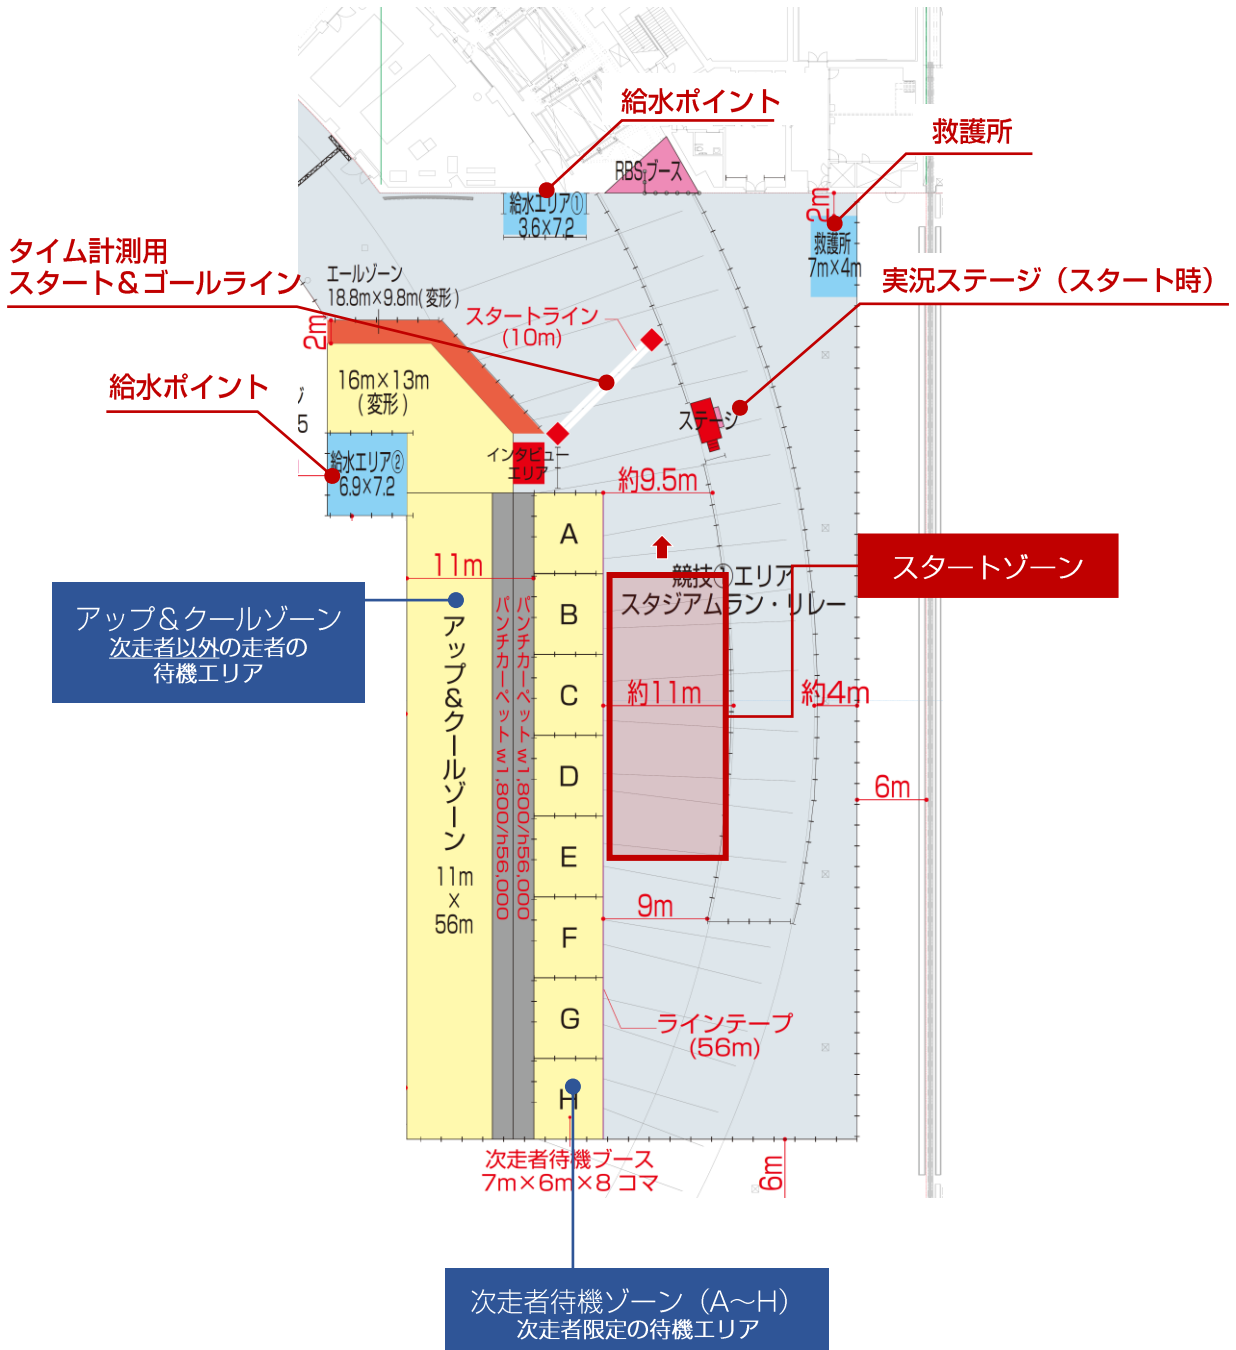 給水ポイント
救護所
RBSブース
給水エリア①
3.6×7.2
2m
救護所
7m×4m
タイム計測用
スタート＆ゴールライン
エールゾーン
18.8m×9.8m(変形)
実況ステージ（スタート時）
スタートライン
(10m)
2m
給水ポイント
16m×13m
(変形)
5
ステージ
インタビュー
エリア
給水エリア②
6.9×7.2
約9.5m
A
11m
スタートゾーン
競技①エリア
スタジアムラン・リレー
アップ＆クールゾーン
次走者以外の走者の
待機エリア
B
アップ&クールゾーン
11m
×
56m
パンチカーペット w1,800/h56,000
パンチカーペット w1,800/h56,000
C
約11m
約4m
D
6m
E
9m
F
G
ラインテープ
(56m)
H
次走者待機ブース
7m×6m×8 コマ
6m
次走者待機ゾーン（A～H）
次走者限定の待機エリア